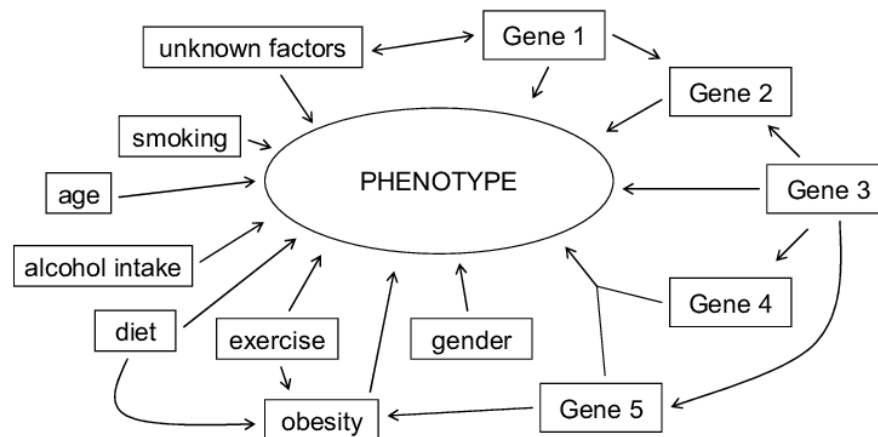 unknown factors
Gene 1
Gene 2
smoking
PHENOTYPE
age
Gene 3
alcohol intake
Gene 4
diet
exercise
gender
obesity
Gene 5